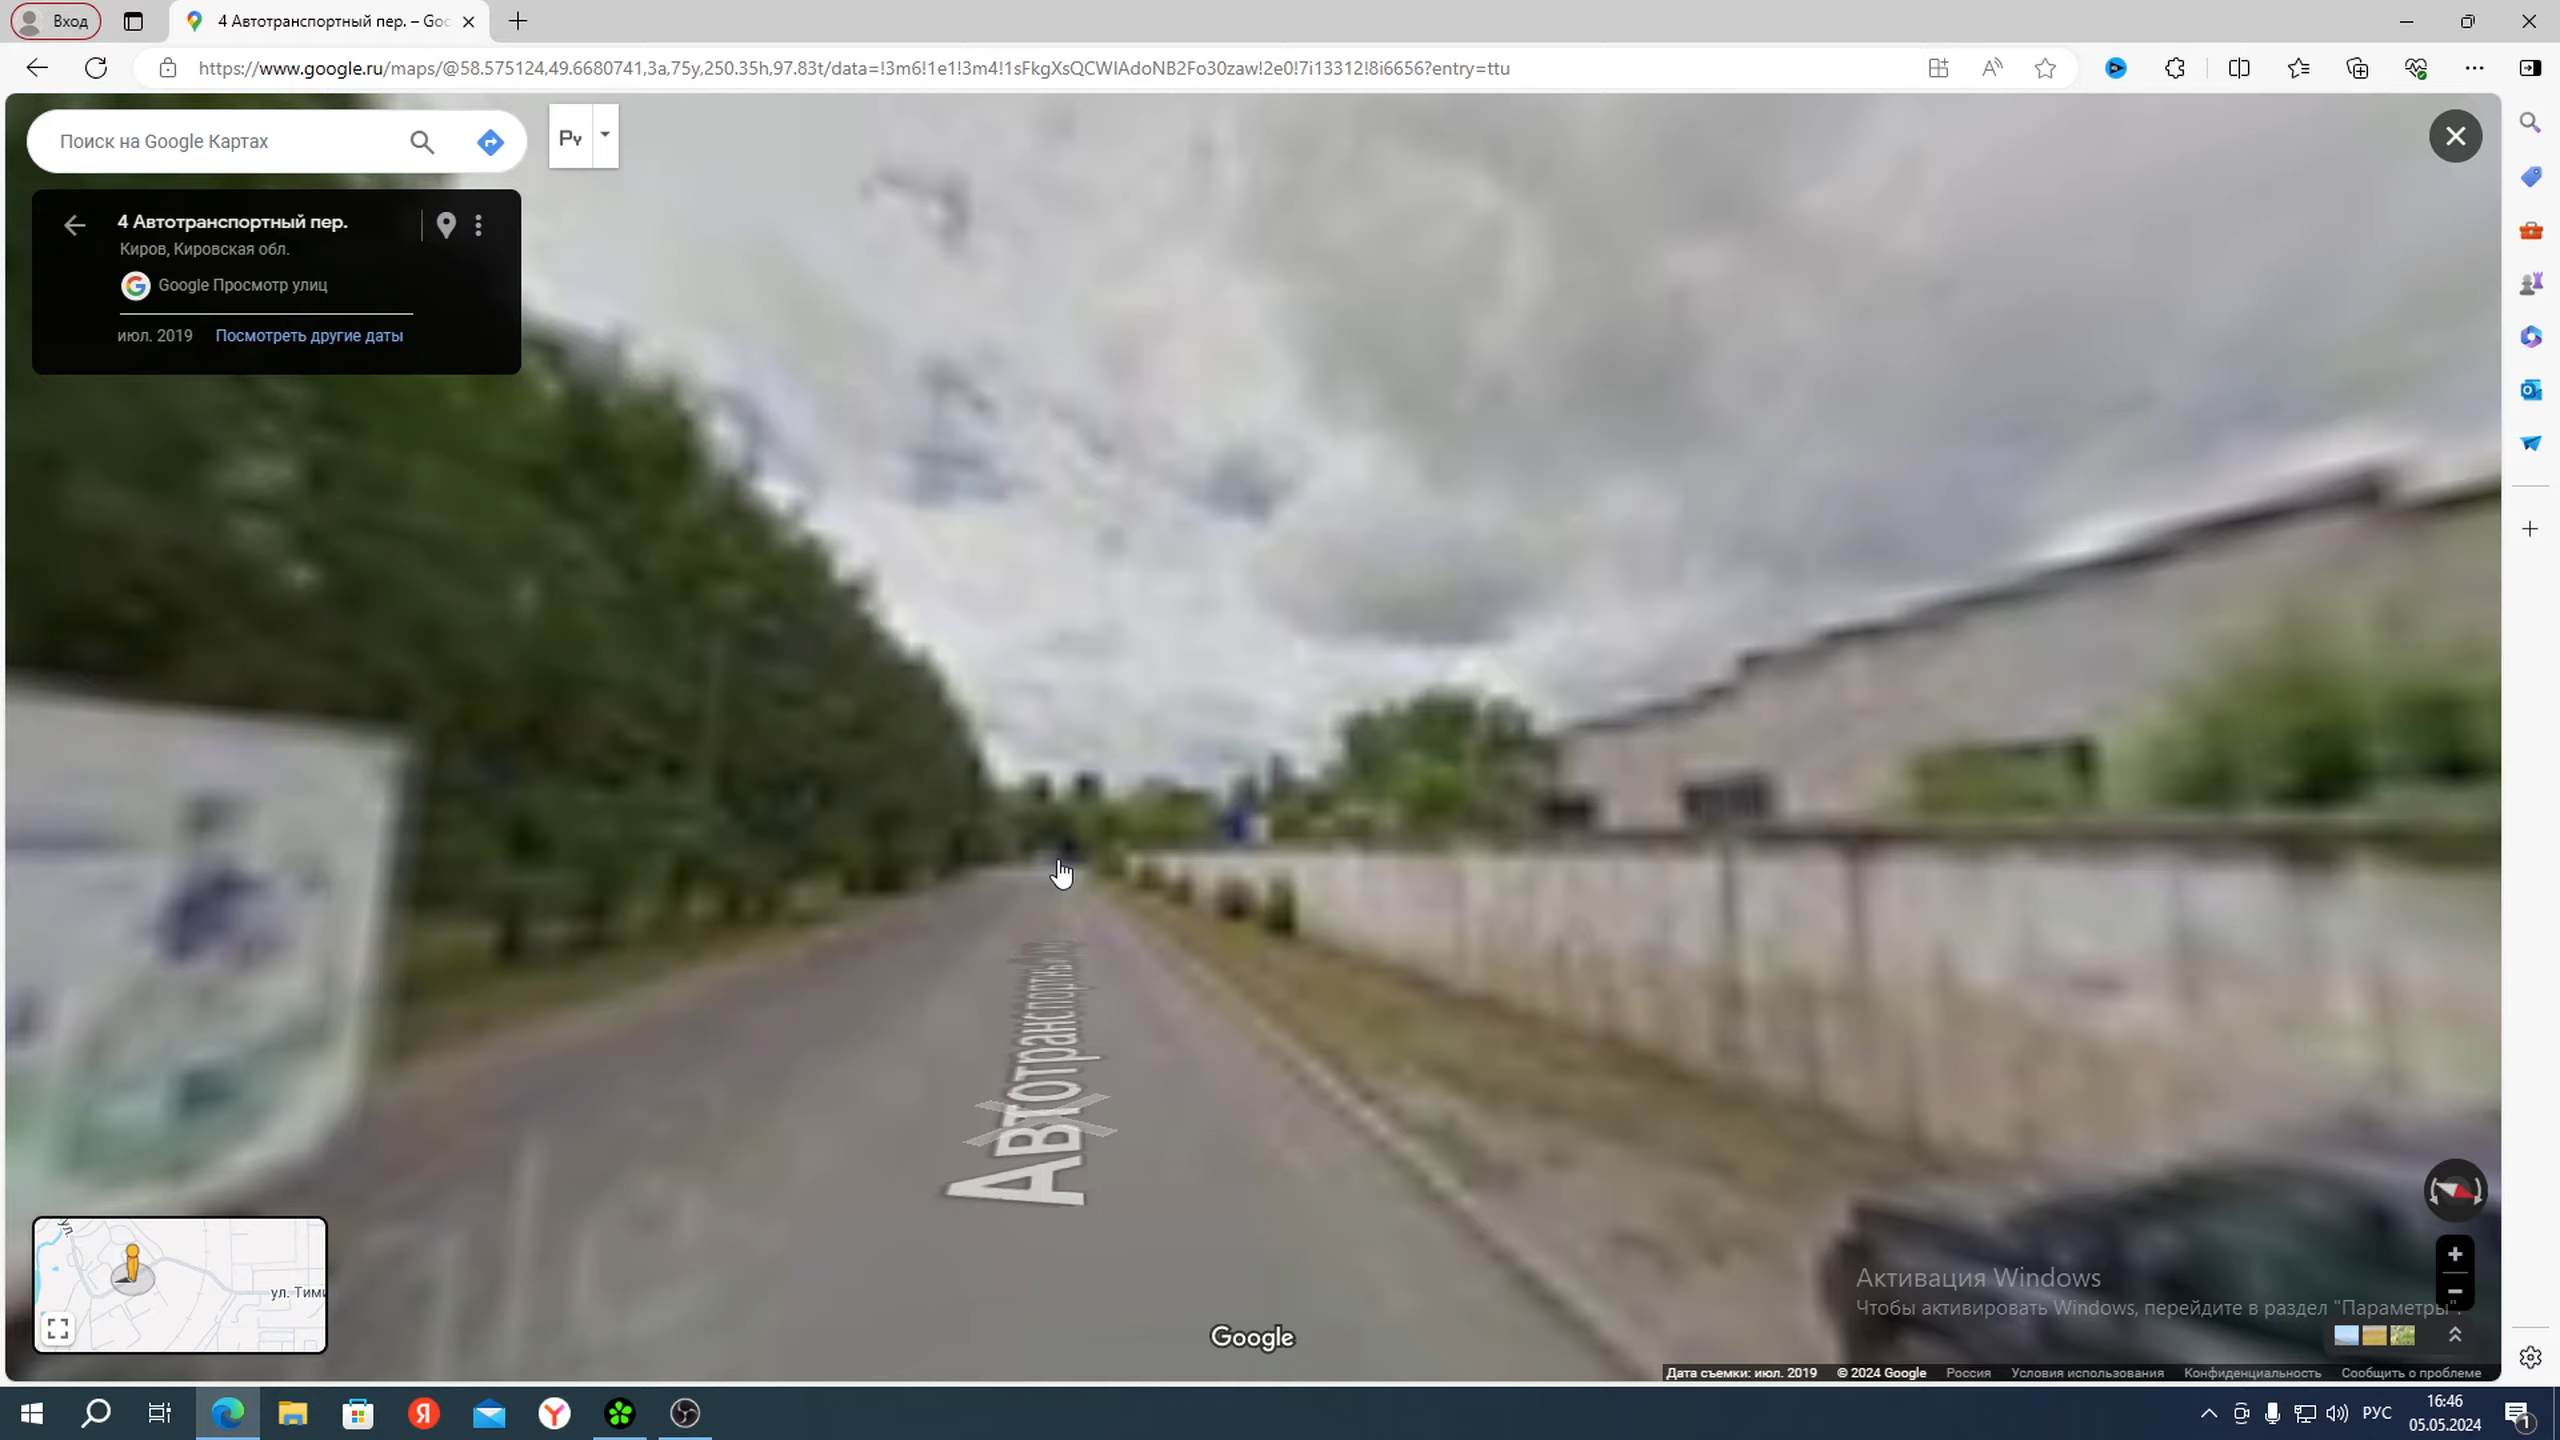 Вход
4 Автотранспортный пер. – Goo
https://www.google.ru/maps/@58.575124,49.6680741,3a,75y,250.35h,97.83t/data=!3m6!1e1!3m4!1sFkgXsQCWIAdoNB2Fo30zaw!2e0!7i13312!8i6656?entry=ttu
Поиск на Google Картах
Ру
4 Автотранспортный пер.
Киров, Кировская обл.
Google Просмотр улиц
июл. 2019 Посмотреть другие даты
Автотранспортный
ул.
ул. Тими
Google
Активация Windows
Чтобы активировать Windows, перейдите в раздел "Параметры".
Дата съемки: июл. 2019 © 2024 Google Россия Условия использования Конфиденциальность Сообщить о проблеме
РУС
16:46
05.05.2024
1